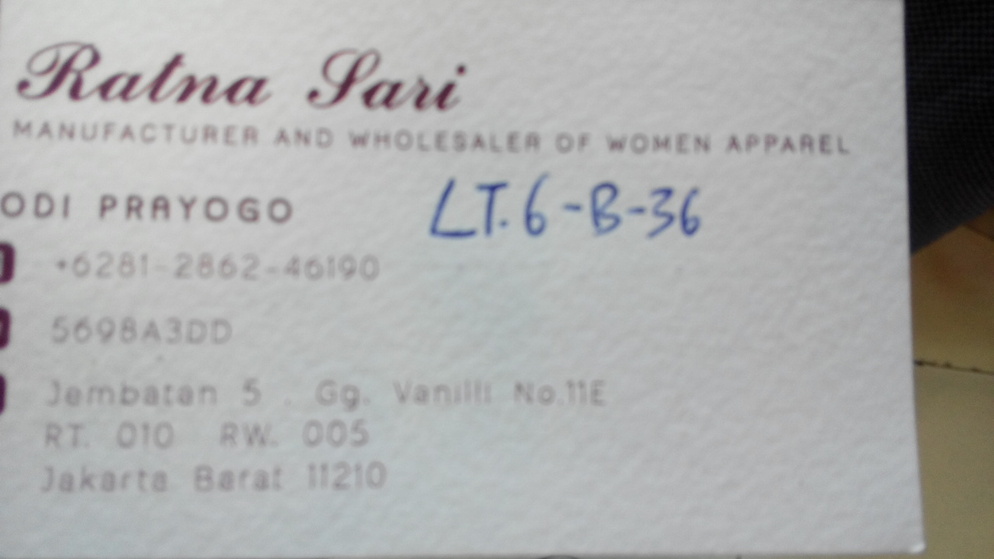 Ratna Sari
MANUFACTURER AND WHOLESALER OF WOMEN APPAREL
ODI PRAYOGO
LT.6-B-36
+6281-2862-46190
5698A3DD
Jembatan 5 . Gg. Vanilli No.11E
RT. 010 RW. 005
Jakarta Barat 11210